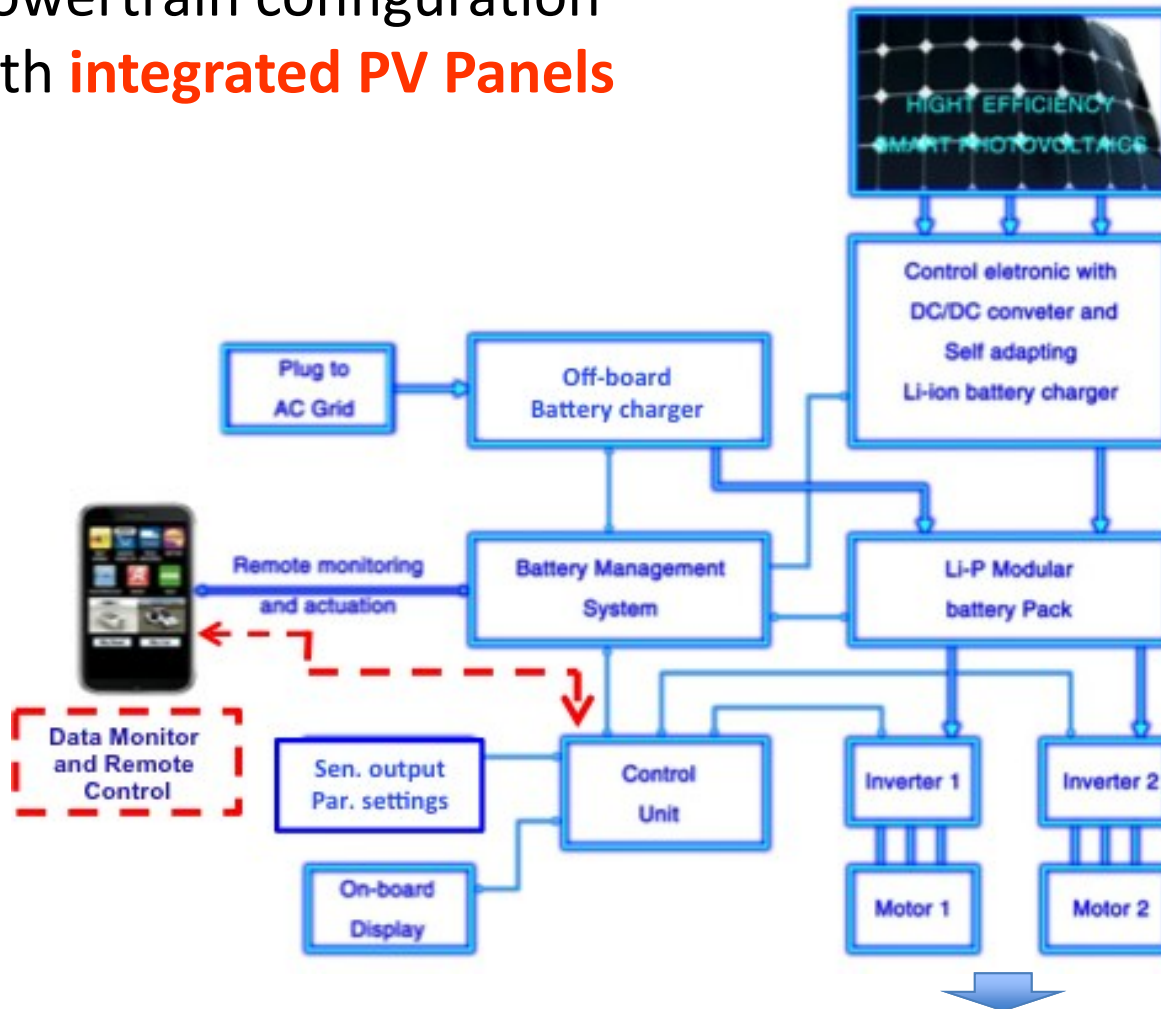 owertrain configuration
th integrated PV Panels
HIGHT EFFICIENCY
SMART PHOTOVOLTAICS
Control eletronic with
DC/DC conveter and
Self adapting
Li-ion battery charger
Plug to
AC Grid
Off-board
Battery charger
Remote monitoring
and actuation
Battery Management
System
Li-P Modular
battery Pack
Data Monitor
and Remote
Control
Sen. output
Par. settings
Control
Unit
Inverter 1
Inverter 2
On-board
Display
Motor 1
Motor 2